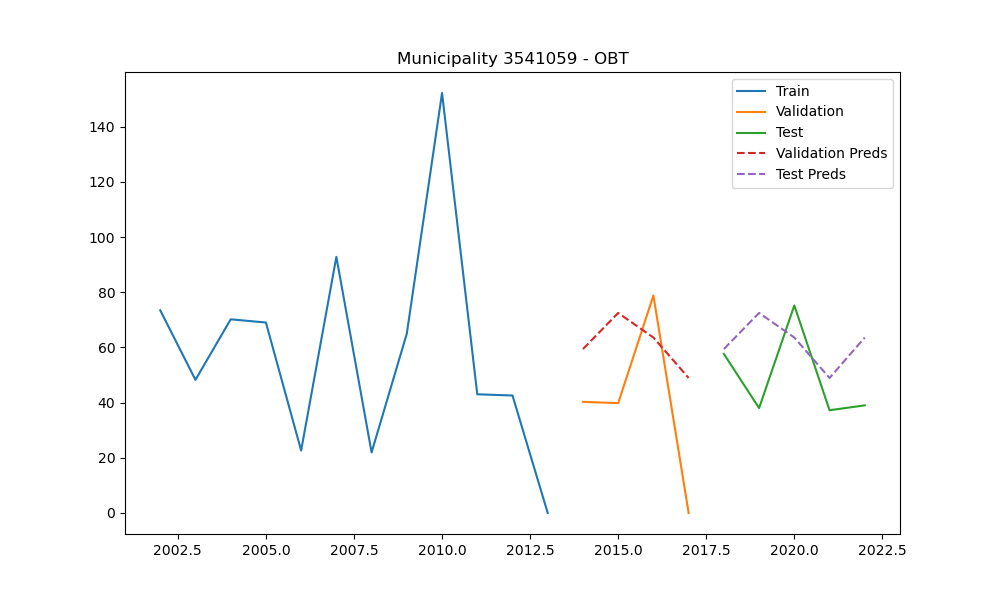 Municipality 3541059 - OBT
Train
Validation
Test
Validation Preds
Test Preds
140
120
100
80
60
40
20
0
2002.5 2005.0 2007.5 2010.0 2012.5 2015.0 2017.5 2020.0 2022.5